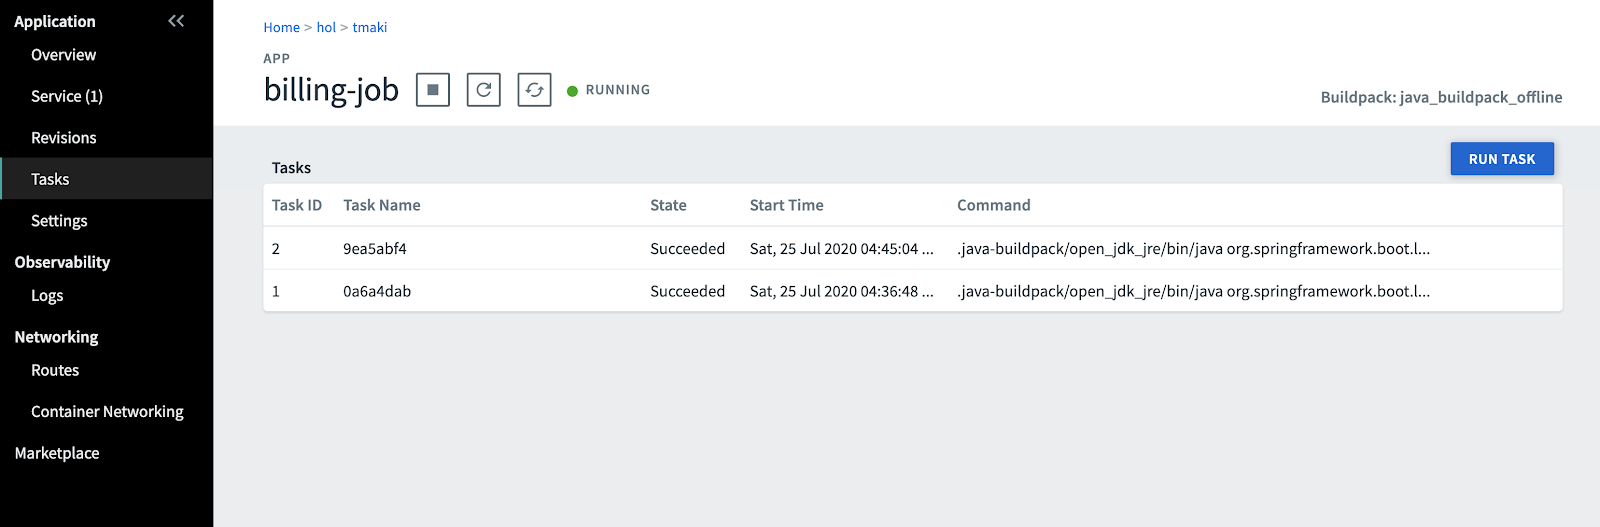 Application
Overview
Service (1)
Revisions
Tasks
Settings
Observability
Logs
Networking
Routes
Container Networking
Marketplace
Home > hol > tmaki
APP
billing-job RUNNING
Buildpack: java_buildpack_offline
Tasks
RUN TASK
Task ID Task Name State Start Time Command
2 9ea5abf4 Succeeded Sat, 25 Jul 2020 04:45:04 ... .java-buildpack/open_jdk_jre/bin/java org.springframework.boot.l...
1 0a6a4dab Succeeded Sat, 25 Jul 2020 04:36:48 ... .java-buildpack/open_jdk_jre/bin/java org.springframework.boot.l...